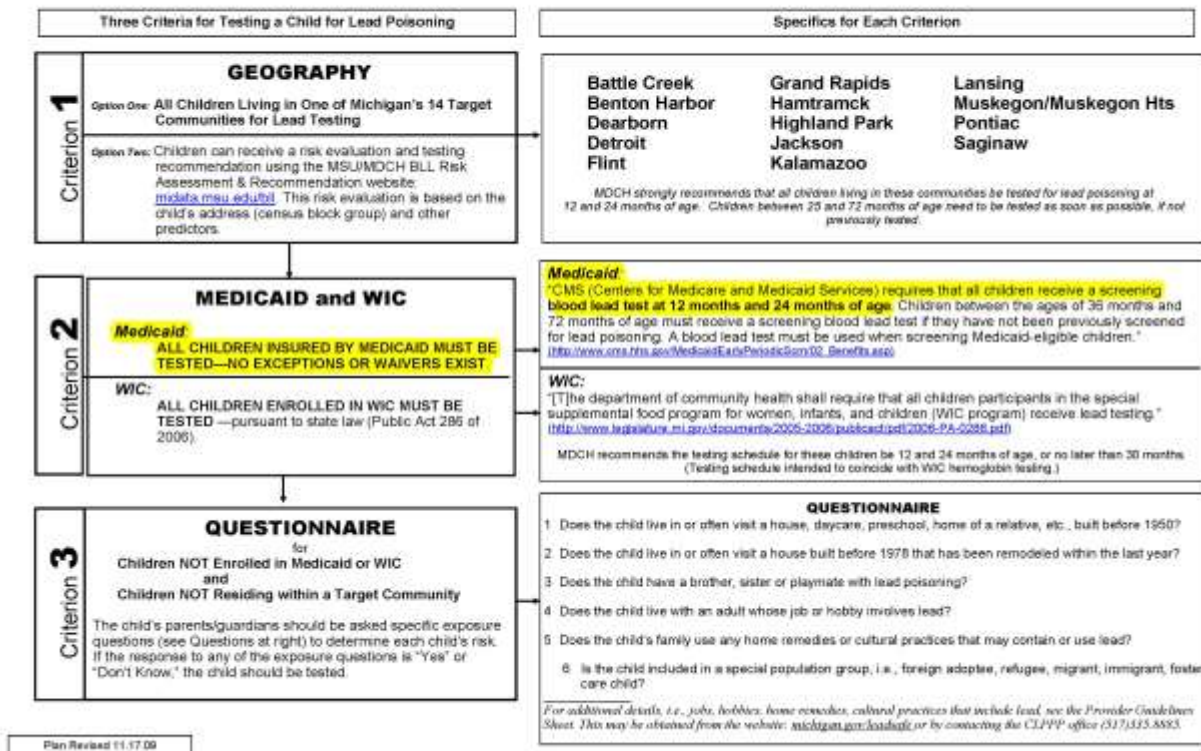 Three Criteria for Testing a Child for Lead Poisoning
Specifics for Each Criterion
Criterion 1
GEOGRAPHY
Option One: All Children Living in One of Michigan's 14 Target
Communities for Lead Testing
Option Two: Children can receive a risk evaluation and testing
recommendation using the MSU/MDCH BLL Risk
Assessment & Recommendation website:
midata.msu.edu/bll. This risk evaluation is based on the
child's address (census block group) and other
predictors.
Battle Creek
Benton Harbor
Dearborn
Detroit
Flint
Grand Rapids
Hamtramck
Highland Park
Jackson
Kalamazoo
Lansing
Muskegon/Muskegon Hts
Pontiac
Saginaw
MDCH strongly recommends that all children living in these communities be tested for lead poisoning at
12 and 24 months of age. Children between 25 and 72 months of age need to be tested as soon as possible, if not
previously tested.
Criterion 2
MEDICAID and WIC
Medicaid:
ALL CHILDREN INSURED BY MEDICAID MUST BE
TESTED—NO EXCEPTIONS OR WAIVERS EXIST.
WIC:
ALL CHILDREN ENROLLED IN WIC MUST BE
TESTED —pursuant to state law (Public Act 286 of
2006).
Medicaid:
"CMS (Centers for Medicare and Medicaid Services) requires that all children receive a screening
blood lead test at 12 months and 24 months of age. Children between the ages of 36 months and
72 months of age must receive a screening blood lead test if they have not been previously screened
for lead poisoning. A blood lead test must be used when screening Medicaid-eligible children."
(http://www.cms.hhs.gov/MedicaidEarlyPeriodicScrn/02_Benefits.asp)
WIC:
"[T]he department of community health shall require that all children participants in the special
supplemental food program for women, infants, and children (WIC program) receive lead testing."
(http://www.legislature.mi.gov/documents/2005-2006/publicact/pdf/2006-PA-0286.pdf)
MDCH recommends the testing schedule for these children be 12 and 24 months of age, or no later than 30 months
(Testing schedule intended to coincide with WIC hemoglobin testing.)
Criterion 3
QUESTIONNAIRE
for
Children NOT Enrolled in Medicaid or WIC
and
Children NOT Residing within a Target Community
The child's parents/guardians should be asked specific exposure
questions (see Questions at right) to determine each child's risk.
If the response to any of the exposure questions is "Yes" or
"Don't Know," the child should be tested.
QUESTIONNAIRE
1 Does the child live in or often visit a house, daycare, preschool, home of a relative, etc., built before 1950?
2 Does the child live in or often visit a house built before 1978 that has been remodeled within the last year?
3 Does the child have a brother, sister or playmate with lead poisoning?
4 Does the child live with an adult whose job or hobby involves lead?
5 Does the child's family use any home remedies or cultural practices that may contain or use lead?
6 Is the child included in a special population group, i.e., foreign adoptee, refugee, migrant, immigrant, foster
care child?
For additional details, i.e., jobs, hobbies, home remedies, cultural practices that include lead, see the Provider Guidelines
Sheet. This may be obtained from the website: michigan.gov/leadsafe or by contacting the CLPPP office (517)335.8885.
Plan Revised 11.17.09